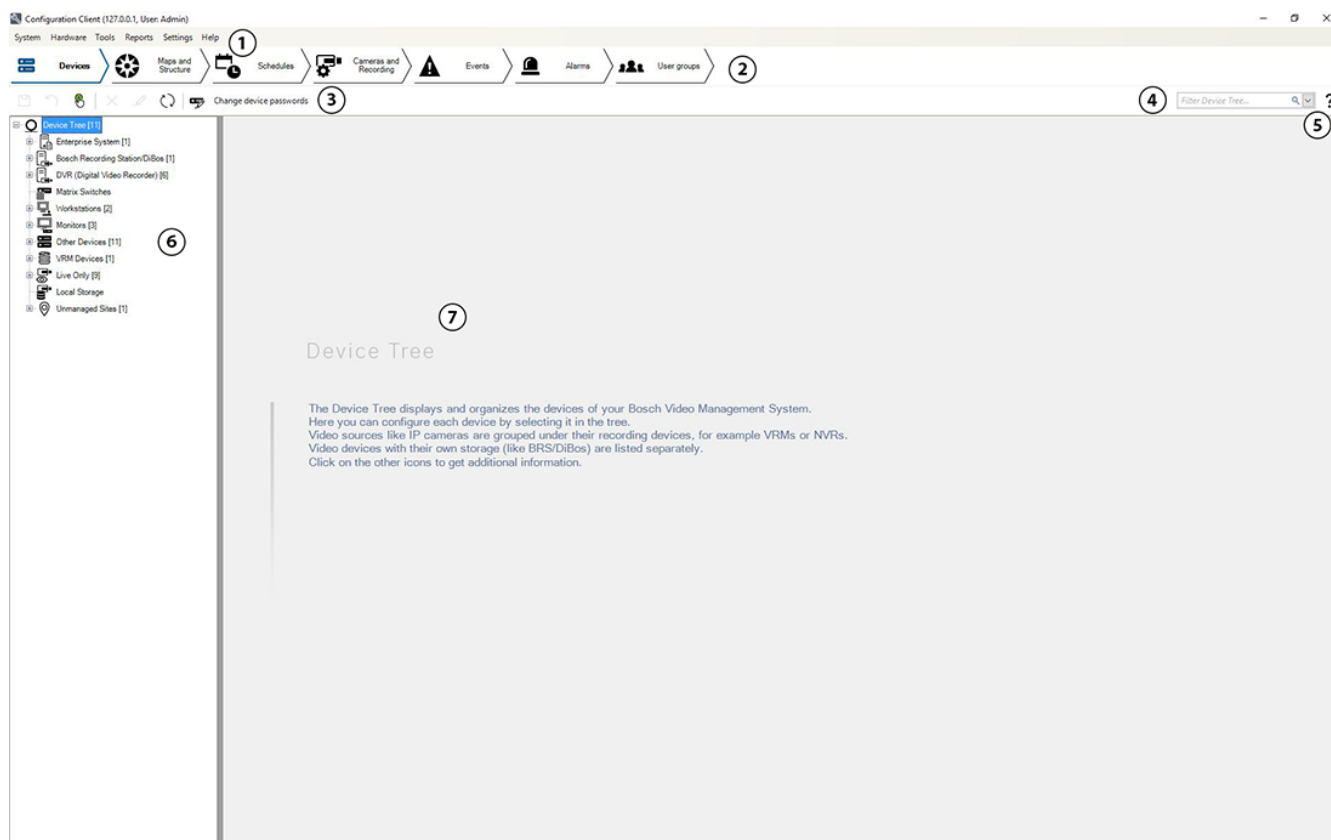 Configuration Client (127.0.0.1, User: Admin)
System Hardware Tools Reports Settings Help
1
Devices
Maps and
Structure
Schedules
Cameras and
Recording
Events
Alarms
User groups
2
Change device passwords
3
4
Filter Device Tree...
?
5
Device Tree [11]
Enterprise System [1]
Bosch Recording Station/DiBos [1]
DVR (Digital Video Recorder) [6]
Matrix Switches
Workstations [2]
Monitors [3]
Other Devices [11]
6
VRM Devices [1]
Live Only [9]
Local Storage
Unmanaged Sites [1]
7
Device Tree
The Device Tree displays and organizes the devices of your Bosch Video Management System.
Here you can configure each device by selecting it in the tree.
Video sources like IP cameras are grouped under their recording devices, for example VRMs or NVRs.
Video devices with their own storage (like BRS/DiBos) are listed separately.
Click on the other icons to get additional information.